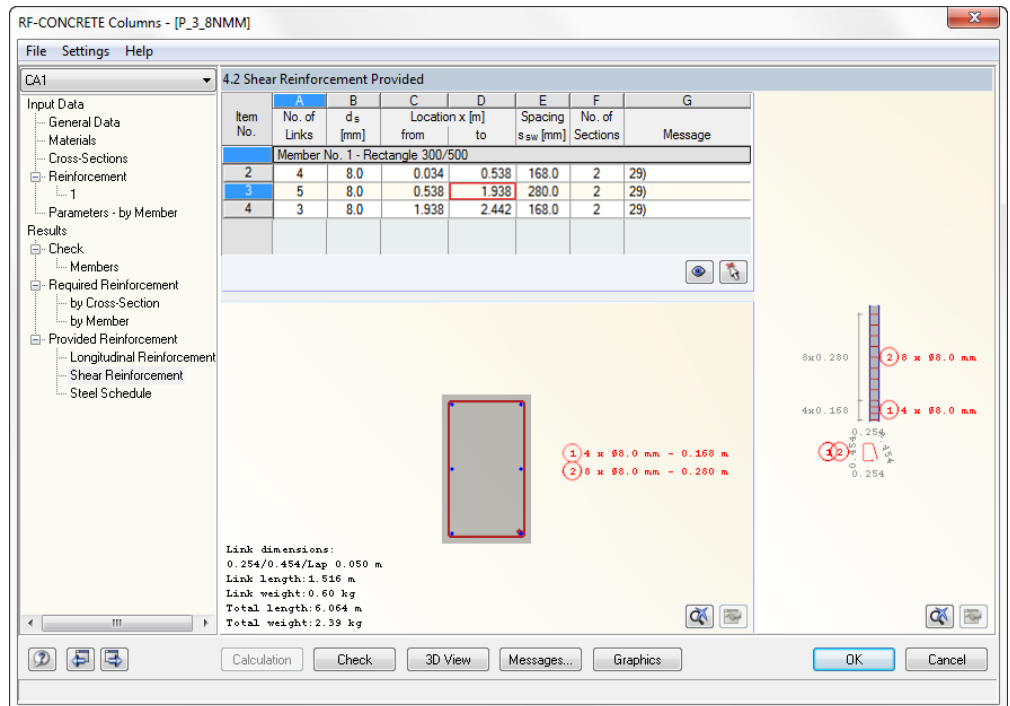 RF-CONCRETE Columns - [P_3_8NMM]
File Settings Help
CA1
Input Data
General Data
Materials
Cross-Sections
Reinforcement
1
Parameters - by Member
Results
Check
Members
Required Reinforcement
by Cross-Section
by Member
Provided Reinforcement
Longitudinal Reinforcement
Shear Reinforcement
Steel Schedule
4.2 Shear Reinforcement Provided
A B C D E F G
Item No. of ds Location x [m] Spacing No. of
No. Links [mm] from to s sw [mm] Sections Message
Member No. 1 - Rectangle 300/500
2 4 8.0 0.034 0.538 168.0 2 29)
3 5 8.0 0.538 1.938 280.0 2 29)
4 3 8.0 1.938 2.442 168.0 2 29)
1 4 x Ø8.0 mm - 0.168 m
2 8 x Ø8.0 mm - 0.280 m
Link dimensions:
0.254/0.454/Lap 0.050 m
Link length:1.516 m
Link weight:0.60 kg
Total length:6.064 m
Total weight:2.39 kg
8x0.280 2 8 x Ø8.0 mm
4x0.168 1 4 x Ø8.0 mm
0.254
2 0.454 0.454
0.254
Calculation Check 3D View Messages... Graphics OK Cancel